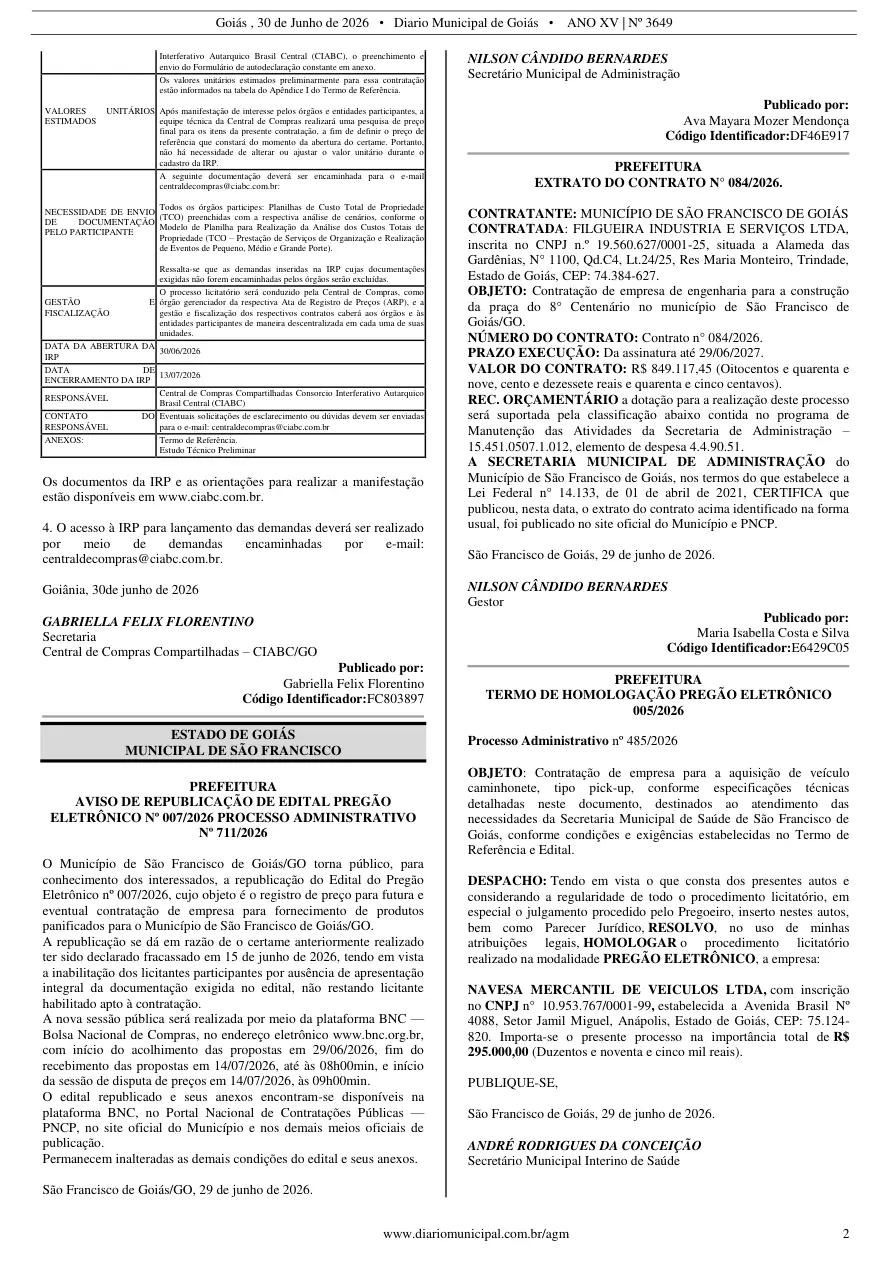 Goiás , 30 de Junho de 2026 • Diario Municipal de Goiás • ANO XV | Nº 3649
Interferativo Autarquico Brasil Central (CIABC), o preenchimento e
envio do Formulário de autodeclaração constante em anexo.
VALORES UNITÁRIOS
ESTIMADOS
Os valores unitários estimados preliminarmente para essa contratação
estão informados na tabela do Apêndice I do Termo de Referência.
Após manifestação de interesse pelos órgãos e entidades participantes, a
equipe técnica da Central de Compras realizará uma pesquisa de preço
final para os itens da presente contratação, a fim de definir o preço de
referência que constará do momento da abertura do certame. Portanto,
não há necessidade de alterar ou ajustar o valor unitário durante o
cadastro da IRP.
NECESSIDADE DE ENVIO
DE DOCUMENTAÇÃO
PELO PARTICIPANTE
A seguinte documentação deverá ser encaminhada para o e-mail
centraldecompras@ciabc.com.br:
Todos os órgãos participes: Planilhas de Custo Total de Propriedade
(TCO) preenchidas com a respectiva análise de cenários, conforme o
Modelo de Planilha para Realização da Análise dos Custos Totais de
Propriedade (TCO – Prestação de Serviços de Organização e Realização
de Eventos de Pequeno, Médio e Grande Porte).
Ressalta-se que as demandas inseridas na IRP cujas documentações
exigidas não forem encaminhadas pelos órgãos serão excluídas.
GESTÃO E
FISCALIZAÇÃO
O processo licitatório será conduzido pela Central de Compras, como
órgão gerenciador da respectiva Ata de Registro de Preços (ARP), e a
gestão e fiscalização dos respectivos contratos caberá aos órgãos e às
entidades participantes de maneira descentralizada em cada uma de suas
unidades.
DATA DA ABERTURA DA
IRP
30/06/2026
DATA DE
ENCERRAMENTO DA IRP
13/07/2026
RESPONSÁVEL
Central de Compras Compartilhadas Consorcio Interferativo Autarquico
Brasil Central (CIABC)
CONTATO DO
RESPONSÁVEL
Eventuais solicitações de esclarecimento ou dúvidas devem ser enviadas
para o e-mail: centraldecompras@ciabc.com.br
ANEXOS:
Termo de Referência.
Estudo Técnico Preliminar
Os documentos da IRP e as orientações para realizar a manifestação
estão disponíveis em www.ciabc.com.br.
4. O acesso à IRP para lançamento das demandas deverá ser realizado
por meio de demandas encaminhadas por e-mail:
centraldecompras@ciabc.com.br.
Goiânia, 30de junho de 2026
GABRIELLA FELIX FLORENTINO
Secretaria
Central de Compras Compartilhadas – CIABC/GO
Publicado por:
Gabriella Felix Florentino
Código Identificador:FC803897
ESTADO DE GOIÁS
MUNICIPAL DE SÃO FRANCISCO
PREFEITURA
AVISO DE REPUBLICAÇÃO DE EDITAL PREGÃO
ELETRÔNICO Nº 007/2026 PROCESSO ADMINISTRATIVO
Nº 711/2026
O Município de São Francisco de Goiás/GO torna público, para
conhecimento dos interessados, a republicação do Edital do Pregão
Eletrônico nº 007/2026, cujo objeto é o registro de preço para futura e
eventual contratação de empresa para fornecimento de produtos
panificados para o Município de São Francisco de Goiás/GO.
A republicação se dá em razão de o certame anteriormente realizado
ter sido declarado fracassado em 15 de junho de 2026, tendo em vista
a inabilitação dos licitantes participantes por ausência de apresentação
integral da documentação exigida no edital, não restando licitante
habilitado apto à contratação.
A nova sessão pública será realizada por meio da plataforma BNC —
Bolsa Nacional de Compras, no endereço eletrônico www.bnc.org.br,
com início do acolhimento das propostas em 29/06/2026, fim do
recebimento das propostas em 14/07/2026, até às 08h00min, e início
da sessão de disputa de preços em 14/07/2026, às 09h00min.
O edital republicado e seus anexos encontram-se disponíveis na
plataforma BNC, no Portal Nacional de Contratações Públicas —
PNCP, no site oficial do Município e nos demais meios oficiais de
publicação.
Permanecem inalteradas as demais condições do edital e seus anexos.
São Francisco de Goiás/GO, 29 de junho de 2026.
NILSON CÂNDIDO BERNARDES
Secretário Municipal de Administração
Publicado por:
Ava Mayara Mozer Mendonça
Código Identificador:DF46E917
PREFEITURA
EXTRATO DO CONTRATO N° 084/2026.
CONTRATANTE: MUNICÍPIO DE SÃO FRANCISCO DE GOIÁS
CONTRATADA: FILGUEIRA INDUSTRIA E SERVIÇOS LTDA,
inscrita no CNPJ n.º 19.560.627/0001-25, situada a Alameda das
Gardênias, N° 1100, Qd.C4, Lt.24/25, Res Maria Monteiro, Trindade,
Estado de Goiás, CEP: 74.384-627.
OBJETO: Contratação de empresa de engenharia para a construção
da praça do 8° Centenário no município de São Francisco de
Goiás/GO.
NÚMERO DO CONTRATO: Contrato n° 084/2026.
PRAZO EXECUÇÃO: Da assinatura até 29/06/2027.
VALOR DO CONTRATO: R$ 849.117,45 (Oitocentos e quarenta e
nove, cento e dezessete reais e quarenta e cinco centavos).
REC. ORÇAMENTÁRIO a dotação para a realização deste processo
será suportada pela classificação abaixo contida no programa de
Manutenção das Atividades da Secretaria de Administração –
15.451.0507.1.012, elemento de despesa 4.4.90.51.
A SECRETARIA MUNICIPAL DE ADMINISTRAÇÃO do
Município de São Francisco de Goiás, nos termos do que estabelece a
Lei Federal n° 14.133, de 01 de abril de 2021, CERTIFICA que
publicou, nesta data, o extrato do contrato acima identificado na forma
usual, foi publicado no site oficial do Município e PNCP.
São Francisco de Goiás, 29 de junho de 2026.
NILSON CÂNDIDO BERNARDES
Gestor
Publicado por:
Maria Isabella Costa e Silva
Código Identificador:E6429C05
PREFEITURA
TERMO DE HOMOLOGAÇÃO PREGÃO ELETRÔNICO
005/2026
Processo Administrativo nº 485/2026
OBJETO: Contratação de empresa para a aquisição de veículo
caminhonete, tipo pick-up, conforme especificações técnicas
detalhadas neste documento, destinados ao atendimento das
necessidades da Secretaria Municipal de Saúde de São Francisco de
Goiás, conforme condições e exigências estabelecidas no Termo de
Referência e Edital.
DESPACHO: Tendo em vista o que consta dos presentes autos e
considerando a regularidade de todo o procedimento licitatório, em
especial o julgamento procedido pelo Pregoeiro, inserto nestes autos,
bem como Parecer Jurídico, RESOLVO, no uso de minhas
atribuições legais, HOMOLOGAR o procedimento licitatório
realizado na modalidade PREGÃO ELETRÔNICO, a empresa:
NAVESA MERCANTIL DE VEICULOS LTDA, com inscrição
no CNPJ n° 10.953.767/0001-99, estabelecida a Avenida Brasil Nº
4088, Setor Jamil Miguel, Anápolis, Estado de Goiás, CEP: 75.124-
820. Importa-se o presente processo na importância total de R$
295.000,00 (Duzentos e noventa e cinco mil reais).
PUBLIQUE-SE,
São Francisco de Goiás, 29 de junho de 2026.
ANDRÉ RODRIGUES DA CONCEIÇÃO
Secretário Municipal Interino de Saúde
www.diariomunicipal.com.br/agm 2